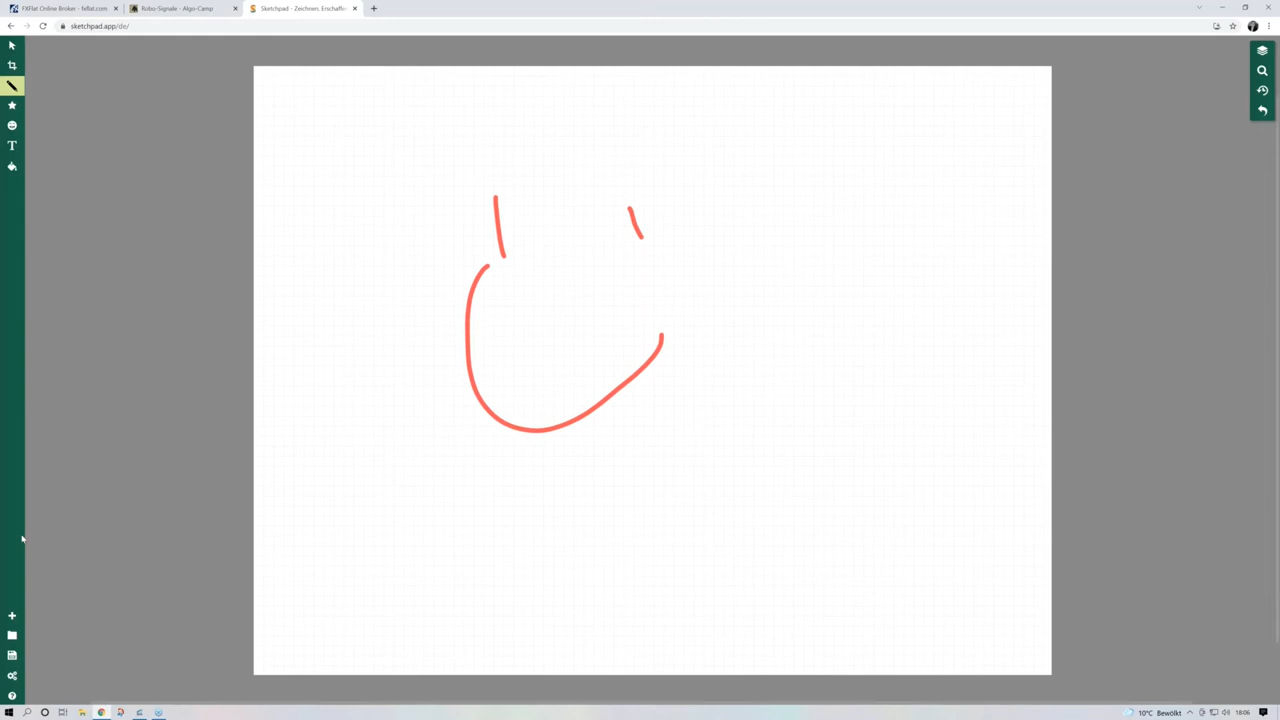 FXFlat Online Broker - fxflat.com
Robo-Signale - Algo-Camp
Sketchpad - Zeichnen, Erschaffe
sketchpad.app/de/
T
10°C Bewölkt
18:06